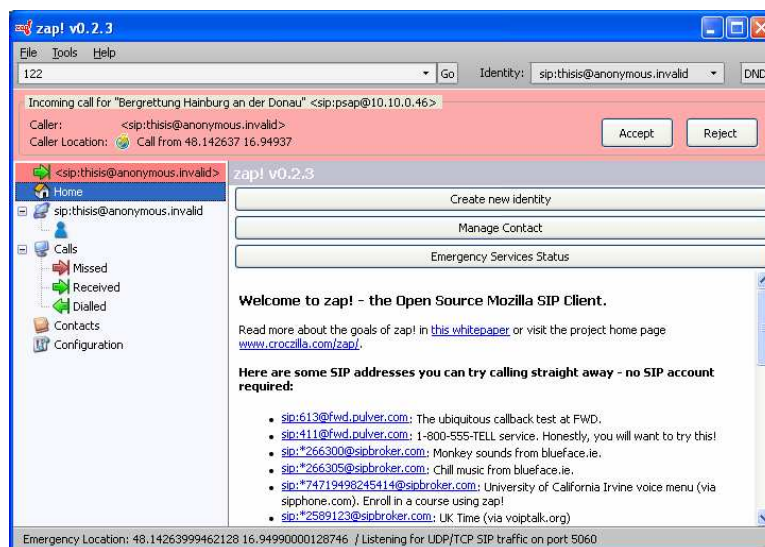 zap! v0.2.3
File Tools Help
122 Go Identity: sip:thisis@anonymous.invalid DND
Incoming call for "Bergrettung Hainburg an der Donau" <sip:psap@10.10.0.46>
Caller: <sip:thisis@anonymous.invalid>
Caller Location: Call from 48.142637 16.94937
Accept Reject
<sip:thisis@anonymous.invalid>
Home
sip:thisis@anonymous.invalid
Calls
Missed
Received
Dialled
Contacts
Configuration
zap! v0.2.3
Create new identity
Manage Contact
Emergency Services Status
Welcome to zap! - the Open Source Mozilla SIP Client.
Read more about the goals of zap! in this whitepaper or visit the project home page
www.croczilla.com/zap/.
Here are some SIP addresses you can try calling straight away - no SIP account
required:
• sip:613@fwd.pulver.com: The ubiquitous callback test at FWD.
• sip:411@fwd.pulver.com: 1-800-555-TELL service. Honestly, you will want to try this!
• sip:*266300@sipbroker.com: Monkey sounds from blueface.ie.
• sip:*266305@sipbroker.com: Chill music from blueface.ie.
• sip:*74719498245414@sipbroker.com: University of California Irvine voice menu (via
sipphone.com). Enroll in a course using zap!
• sip:*2589123@sipbroker.com: UK Time (via voiptalk.org)
Emergency Location: 48.14263999462128 16.94990000128746 / Listening for UDP/TCP SIP traffic on port 5060